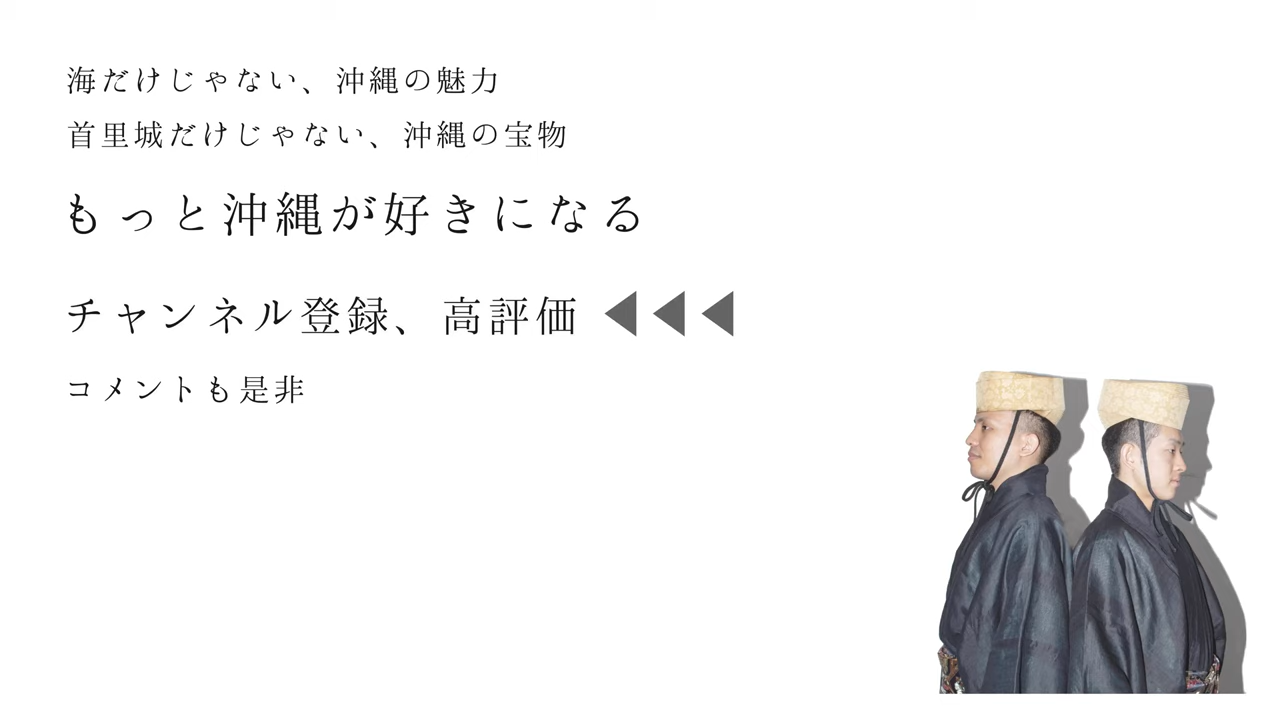 海だけじゃない、沖縄の魅力
首里城だけじゃない、沖縄の宝物
もっと沖縄が好きになる
チャンネル登録、高評価 ◀◀◀
コメントも是非